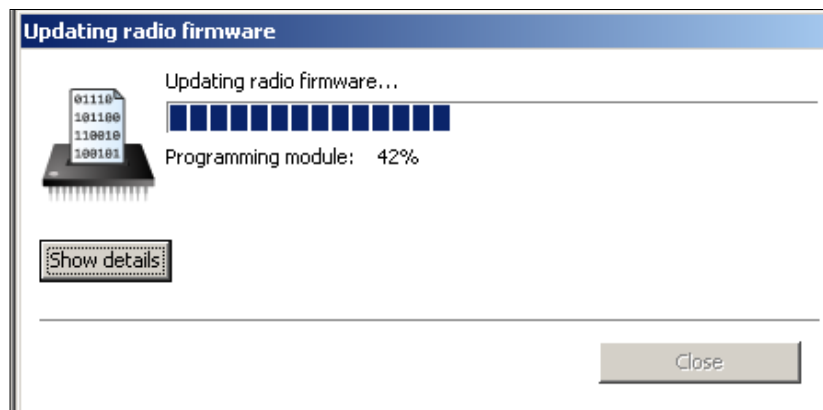 Updating radio firmware
Updating radio firmware...
01110
101100
110010
100101
Programming module: 42%
Show details
Close